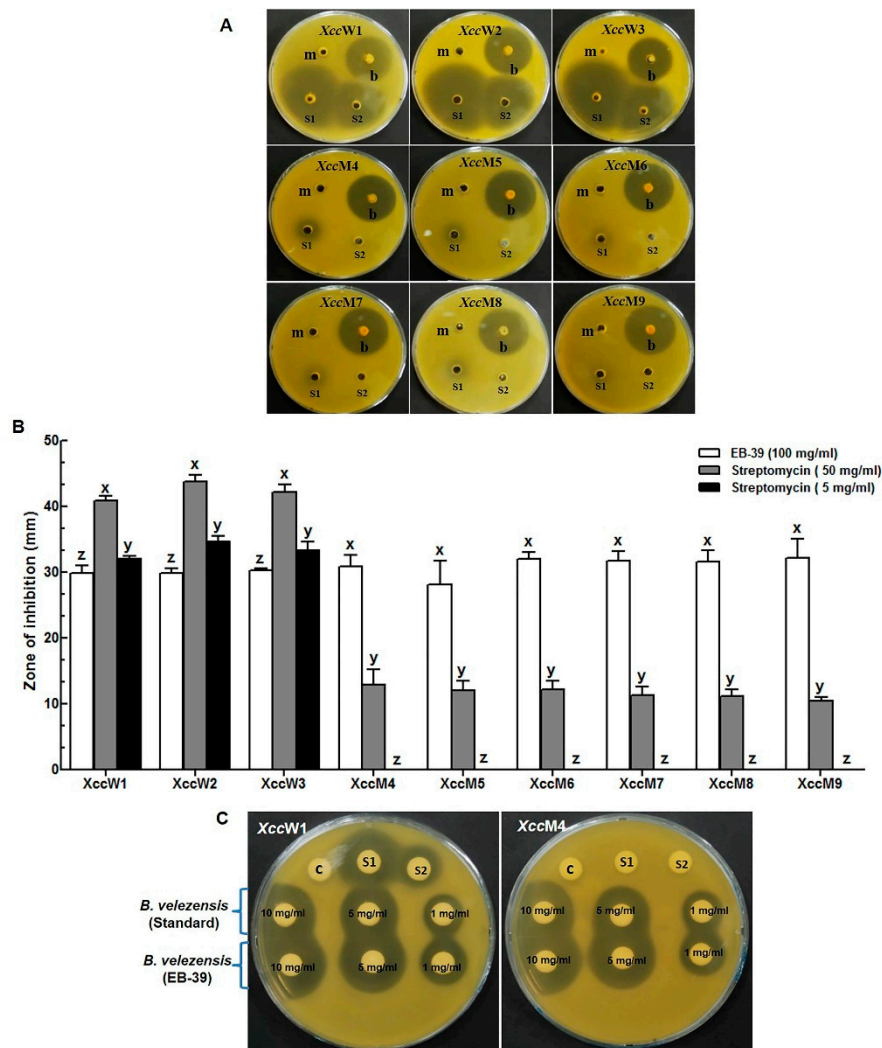 A
XccW1 XccW2 XccW3
m b m b m b
S1 S2 S1 S2 S1 S2
XccM4 XccM5 XccM6
m b m b m b
S1 S2 S1 S2 S1 S2
XccM7 XccM8 XccM9
m b m b m b
S1 S2 S1 S2 S1 S2
B
50
40
30
20
10
0
Zone of inhibition (mm)
EB-39 (100 mg/ml)
Streptomycin ( 50 mg/ml)
Streptomycin ( 5 mg/ml)
z x y z x y z x y x y z x y z x y z x y z x y z x y z
XccW1 XccW2 XccW3 XccM4 XccM5 XccM6 XccM7 XccM8 XccM9
C
XccW1 XccM4
C S1 S2 C S1 S2
B. velezensis
(Standard)
10 mg/ml 5 mg/ml 1 mg/ml 10 mg/ml 5 mg/ml 1 mg/ml
B. velezensis
(EB-39)
10 mg/ml 5 mg/ml 1 mg/ml 10 mg/ml 5 mg/ml 1 mg/ml